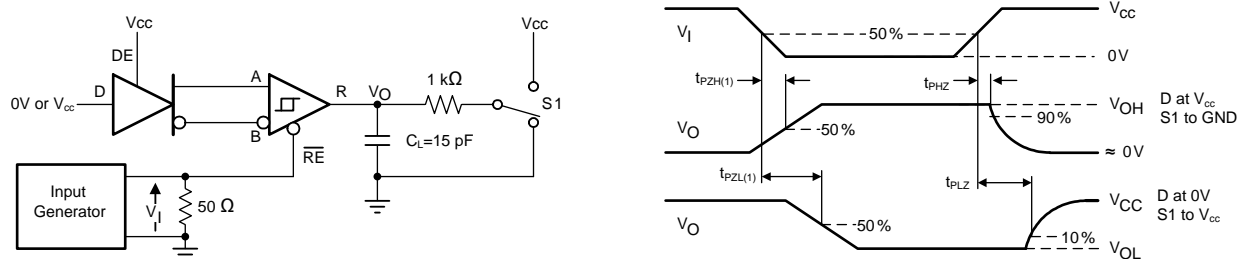 Vcc
DE
D
0V or Vcc
A
B
R
VO
1 kΩ
Vcc
S1
CL=15 pF
RE
Input
Generator
VI
50 Ω
VI
50%
Vcc
0V
tPZH(1)
tPHZ
VO
50%
VOH
90%
≈ 0V
D at Vcc
S1 to GND
tPZL(1)
tPLZ
VO
50%
VCC
10%
VOL
D at 0V
S1 to Vcc